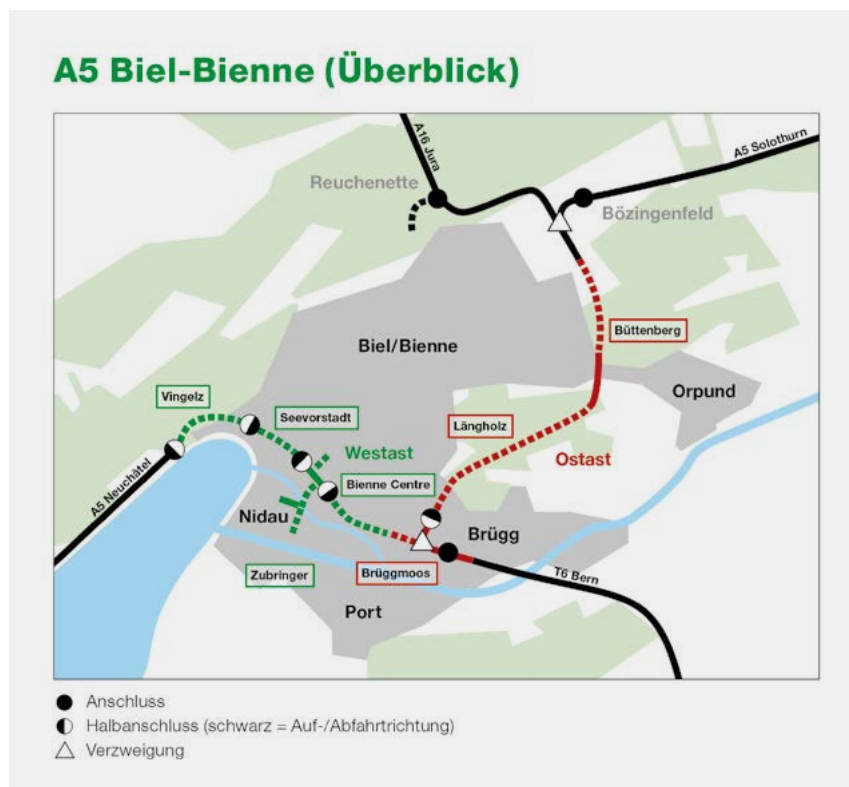 A5 Biel-Bienne (Überblick)
A16 Jura
A5 Solothurn
Reuchenette
Bözingenfeld
Büttenberg
Biel/Bienne
Orpund
Vingelz
Seevorstadt
Längholz
Westast
Ostast
A5 Neuchâtel
Bienne Centre
Nidau
Brügg
Zubringer
Brüggmoos
T6 Bern
Port
Anschluss
Halbanschluss (schwarz = Auf-/Abfahrtrichtung)
Verzweigung